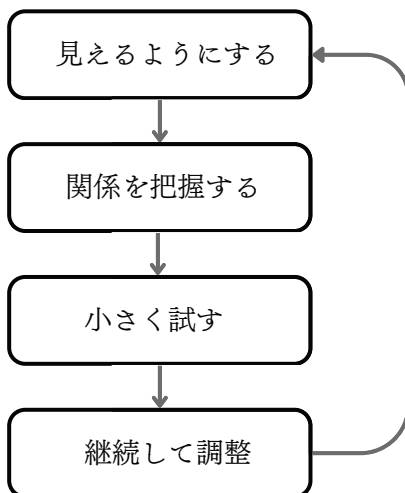 見えるようにする
関係を把握する
小さく試す
継続して調整